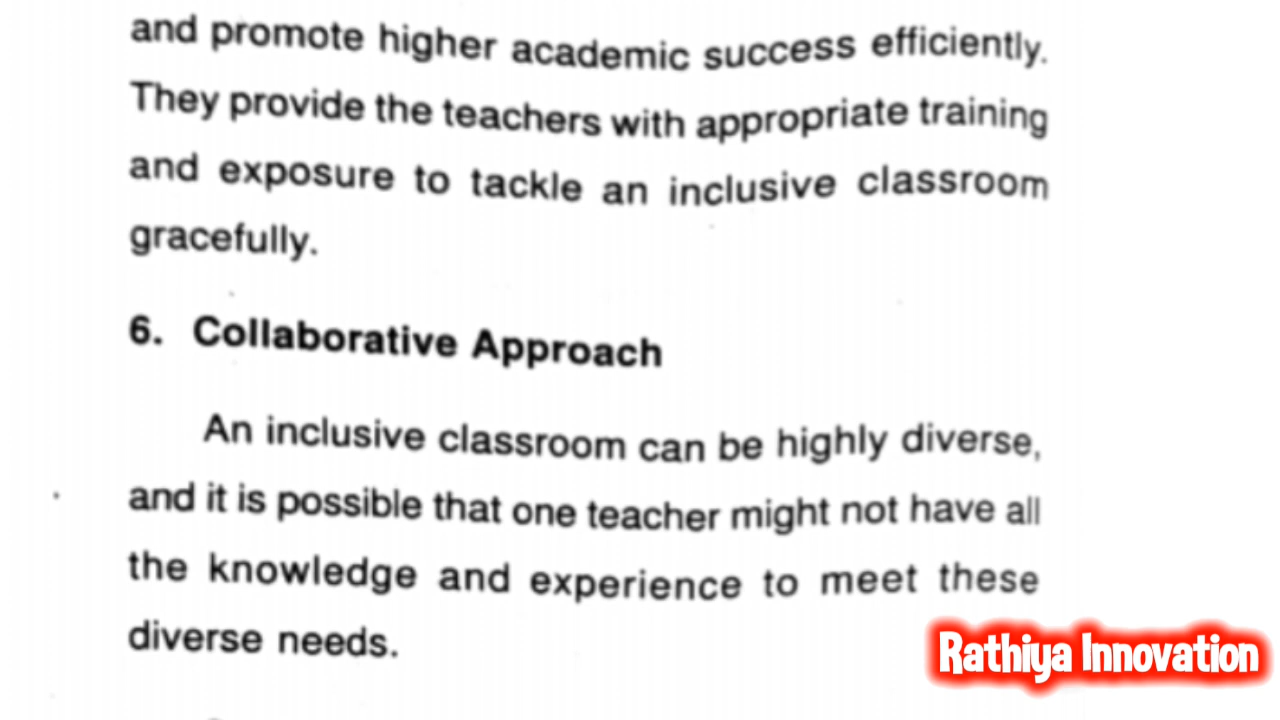 and promote higher academic success efficiently.
They provide the teachers with appropriate training
and exposure to tackle an inclusive classroom
gracefully.
6. Collaborative Approach
An inclusive classroom can be highly diverse,
and it is possible that one teacher might not have all
the knowledge and experience to meet these
diverse needs.
Rathiya Innovation